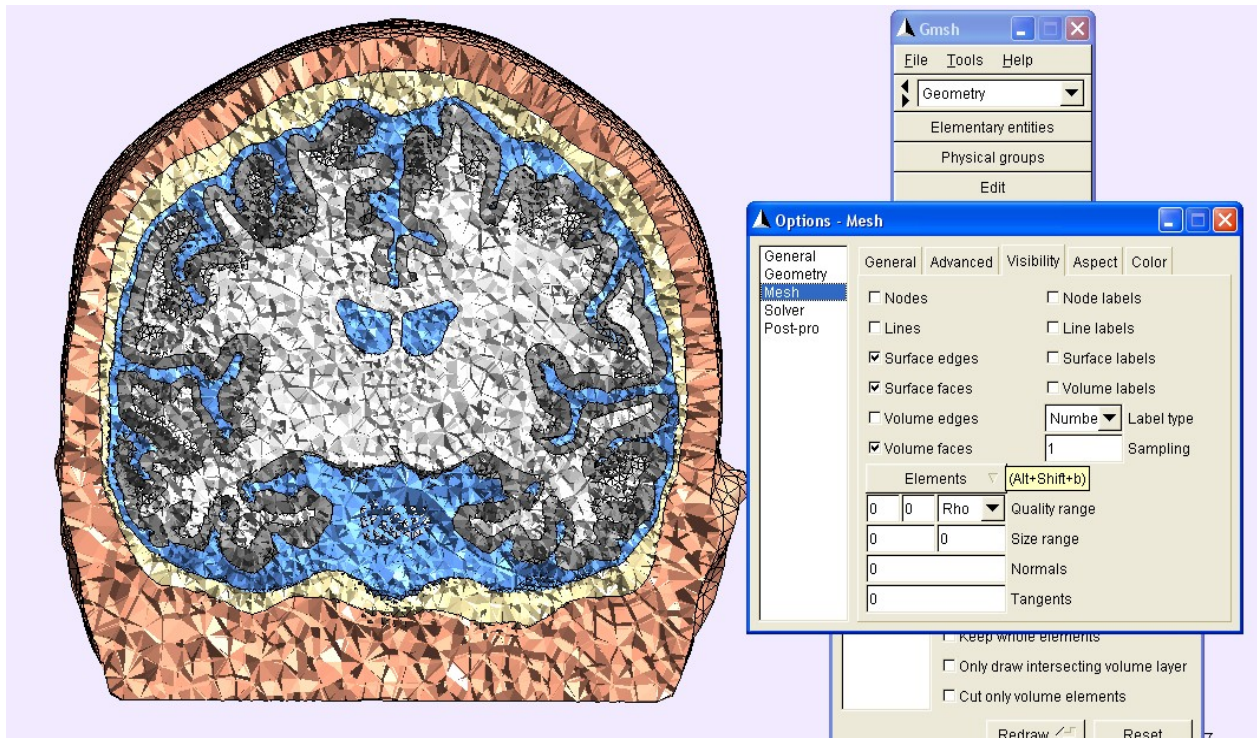 Gmsh
File Tools Help
Geometry
Elementary entities
Physical groups
Edit
Options - Mesh
General
Geometry
Mesh
Solver
Post-pro
General Advanced Visibility Aspect Color
Nodes Node labels
Lines Line labels
Surface edges Surface labels
Surface faces Volume labels
Volume edges Numbe Label type
Volume faces 1 Sampling
Elements (Alt+Shift+b)
0 0 Rho Quality range
0 0 Size range
0 Normals
0 Tangents
Keep whole elements
Only draw intersecting volume layer
Cut only volume elements
Redraw Reset